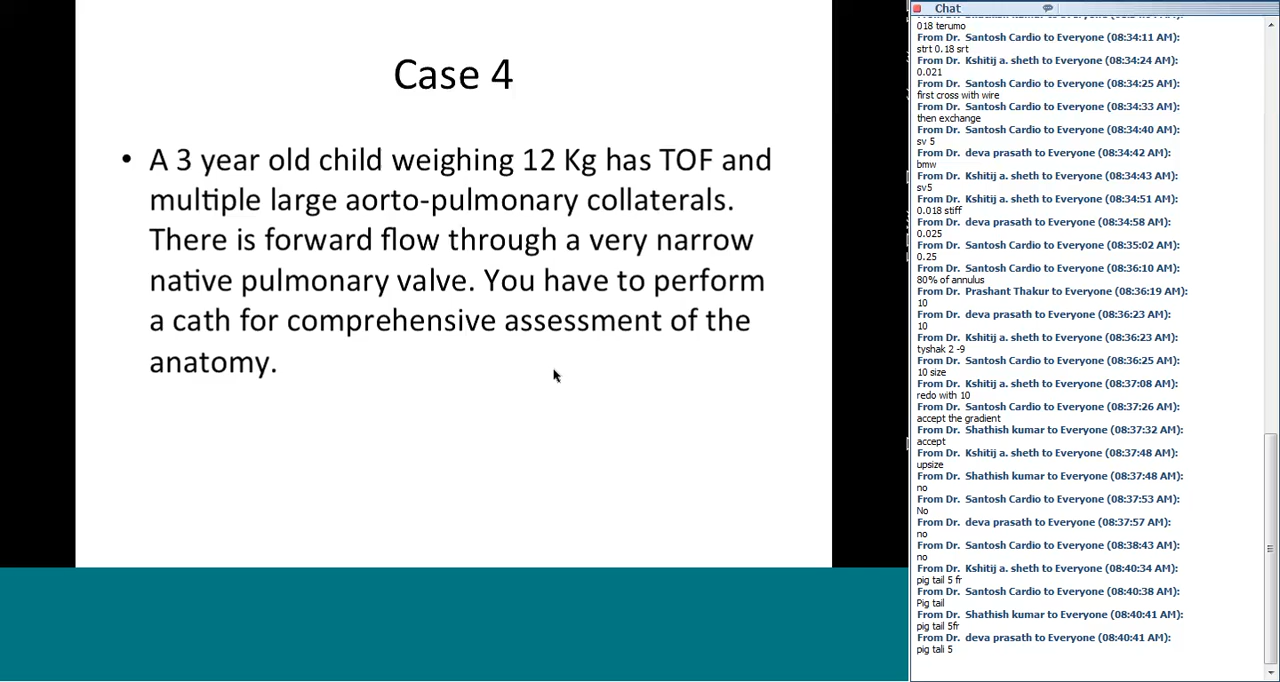 Case 4
• A 3 year old child weighing 12 Kg has TOF and
multiple large aorto-pulmonary collaterals.
There is forward flow through a very narrow
native pulmonary valve. You have to perform
a cath for comprehensive assessment of the
anatomy.
Chat
018 terumo
From Dr. Santosh Cardio to Everyone (08:34:11 AM):
strt 0.18 srt
From Dr. Kshitij a. sheth to Everyone (08:34:24 AM):
0.021
From Dr. Santosh Cardio to Everyone (08:34:25 AM):
first cross with wire
From Dr. Santosh Cardio to Everyone (08:34:33 AM):
then exchange
From Dr. Santosh Cardio to Everyone (08:34:40 AM):
sv 5
From Dr. deva prasath to Everyone (08:34:42 AM):
bmw
From Dr. Kshitij a. sheth to Everyone (08:34:43 AM):
sv5
From Dr. Kshitij a. sheth to Everyone (08:34:51 AM):
0.018 stiff
From Dr. deva prasath to Everyone (08:34:58 AM):
0.025
From Dr. Santosh Cardio to Everyone (08:35:02 AM):
0.25
From Dr. Santosh Cardio to Everyone (08:36:10 AM):
80% of annulus
From Dr. Prashant Thakur to Everyone (08:36:19 AM):
10
From Dr. deva prasath to Everyone (08:36:23 AM):
10
From Dr. Kshitij a. sheth to Everyone (08:36:23 AM):
tyshak 2 -9
From Dr. Santosh Cardio to Everyone (08:36:25 AM):
10 size
From Dr. Kshitij a. sheth to Everyone (08:37:08 AM):
redo with 10
From Dr. Santosh Cardio to Everyone (08:37:26 AM):
accept the gradient
From Dr. Shathish kumar to Everyone (08:37:32 AM):
accept
From Dr. Kshitij a. sheth to Everyone (08:37:48 AM):
upsize
From Dr. Shathish kumar to Everyone (08:37:48 AM):
no
From Dr. Santosh Cardio to Everyone (08:37:53 AM):
No
From Dr. deva prasath to Everyone (08:37:57 AM):
no
From Dr. Santosh Cardio to Everyone (08:38:43 AM):
no
From Dr. Kshitij a. sheth to Everyone (08:40:34 AM):
pig tail 5 fr
From Dr. Santosh Cardio to Everyone (08:40:38 AM):
Pig tail
From Dr. Shathish kumar to Everyone (08:40:41 AM):
pig tail 5fr
From Dr. deva prasath to Everyone (08:40:41 AM):
pig tali 5